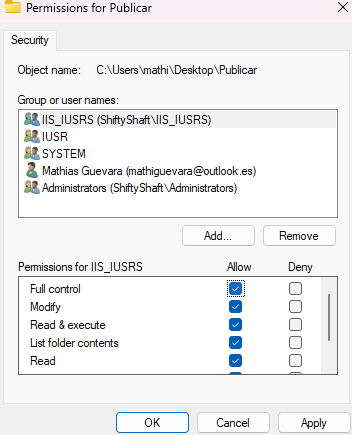 Permissions for Publicar
Security
Object name: C:\Users\mathi\Desktop\Publicar
Group or user names:
IIS_IUSRS (ShiftyShaft\IIS_IUSRS)
IUSR
SYSTEM
Mathias Guevara (mathiguevara@outlook.es)
Administrators (ShiftyShaft\Administrators)
Add... Remove
Permissions for IIS_IUSRS Allow Deny
Full control
Modify
Read & execute
List folder contents
Read
OK Cancel Apply